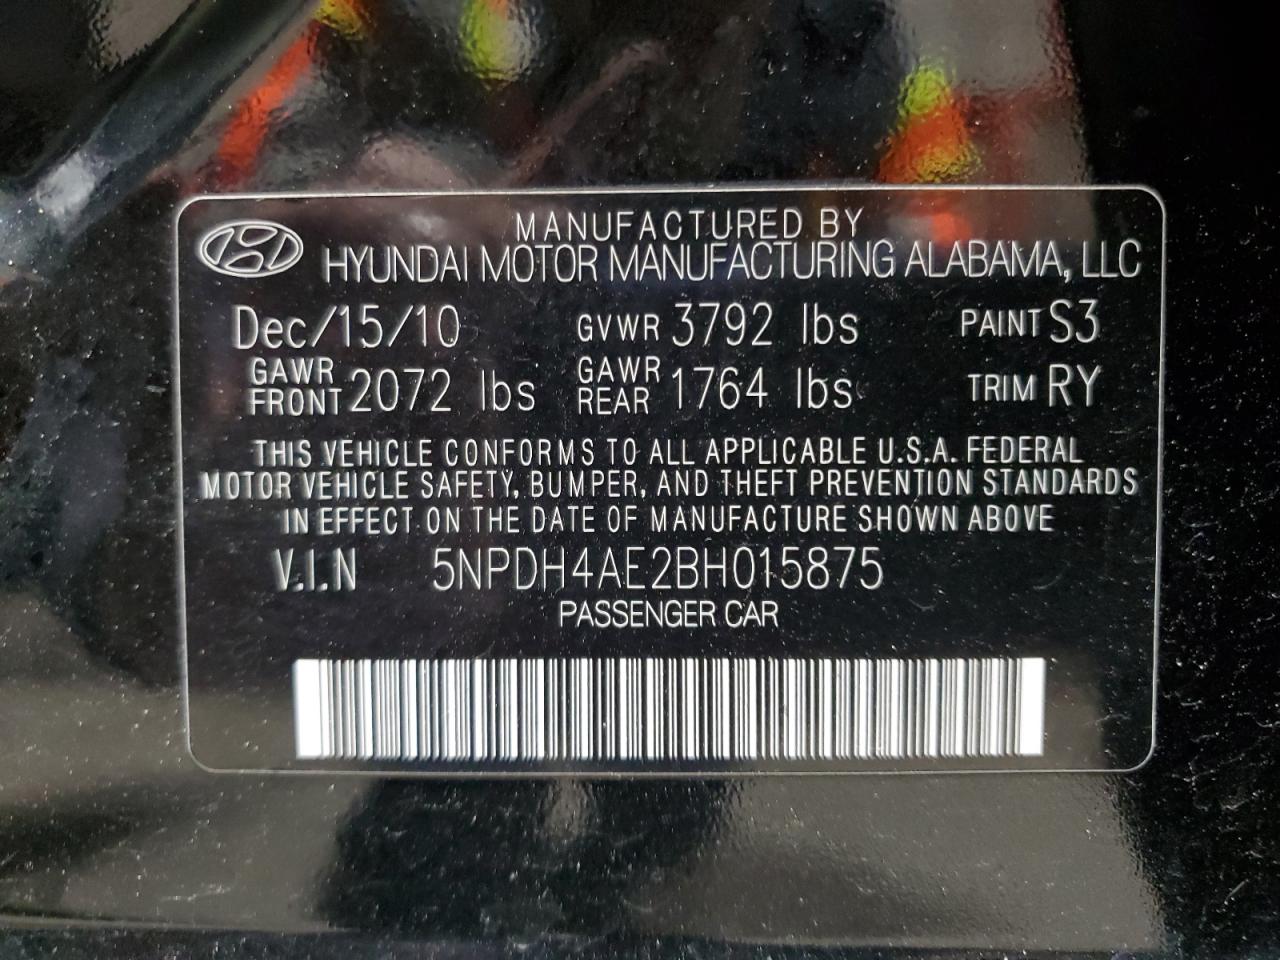 MANUFACTURED BY
HYUNDAI MOTOR MANUFACTURING ALABAMA, LLC
Dec/15/10 GVWR 3792 lbs PAINT S3
GAWR FRONT 2072 lbs GAWR REAR 1764 lbs TRIM RY
THIS VEHICLE CONFORMS TO ALL APPLICABLE U.S.A. FEDERAL
MOTOR VEHICLE SAFETY, BUMPER, AND THEFT PREVENTION STANDARDS
IN EFFECT ON THE DATE OF MANUFACTURE SHOWN ABOVE
V.I.N 5NPDH4AE2BH015875
PASSENGER CAR